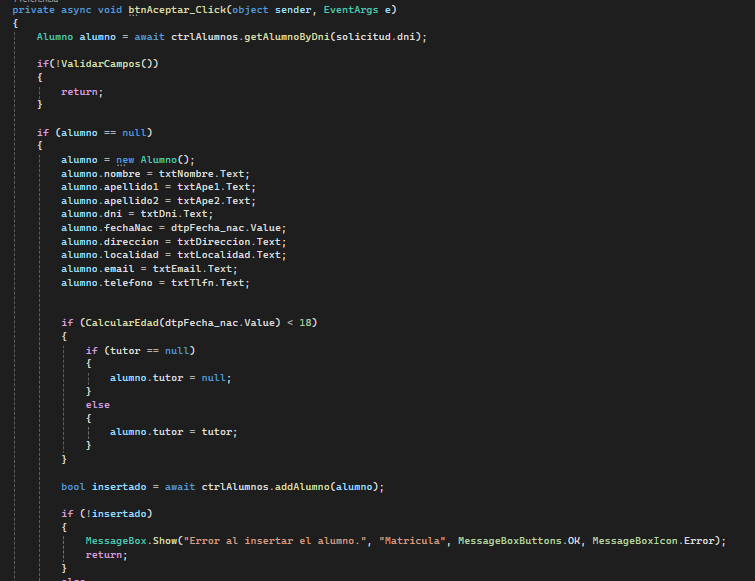 private async void btnAceptar_Click(object sender, EventArgs e)
{
Alumno alumno = await ctrlAlumnos.getAlumnoByDni(solicitud.dni);
if(!ValidarCampos())
{
return;
}
if (alumno == null)
{
alumno = new Alumno();
alumno.nombre = txtNombre.Text;
alumno.apellido1 = txtApe1.Text;
alumno.apellido2 = txtApe2.Text;
alumno.dni = txtDni.Text;
alumno.fechaNac = dtpFecha_nac.Value;
alumno.direccion = txtDireccion.Text;
alumno.localidad = txtLocalidad.Text;
alumno.email = txtEmail.Text;
alumno.telefono = txtTlfn.Text;
if (CalcularEdad(dtpFecha_nac.Value) < 18)
{
if (tutor == null)
{
alumno.tutor = null;
}
else
{
alumno.tutor = tutor;
}
}
bool insertado = await ctrlAlumnos.addAlumno(alumno);
if (!insertado)
{
MessageBox.Show("Error al insertar el alumno.", "Matricula", MessageBoxButtons.OK, MessageBoxIcon.Error);
return;
}
else